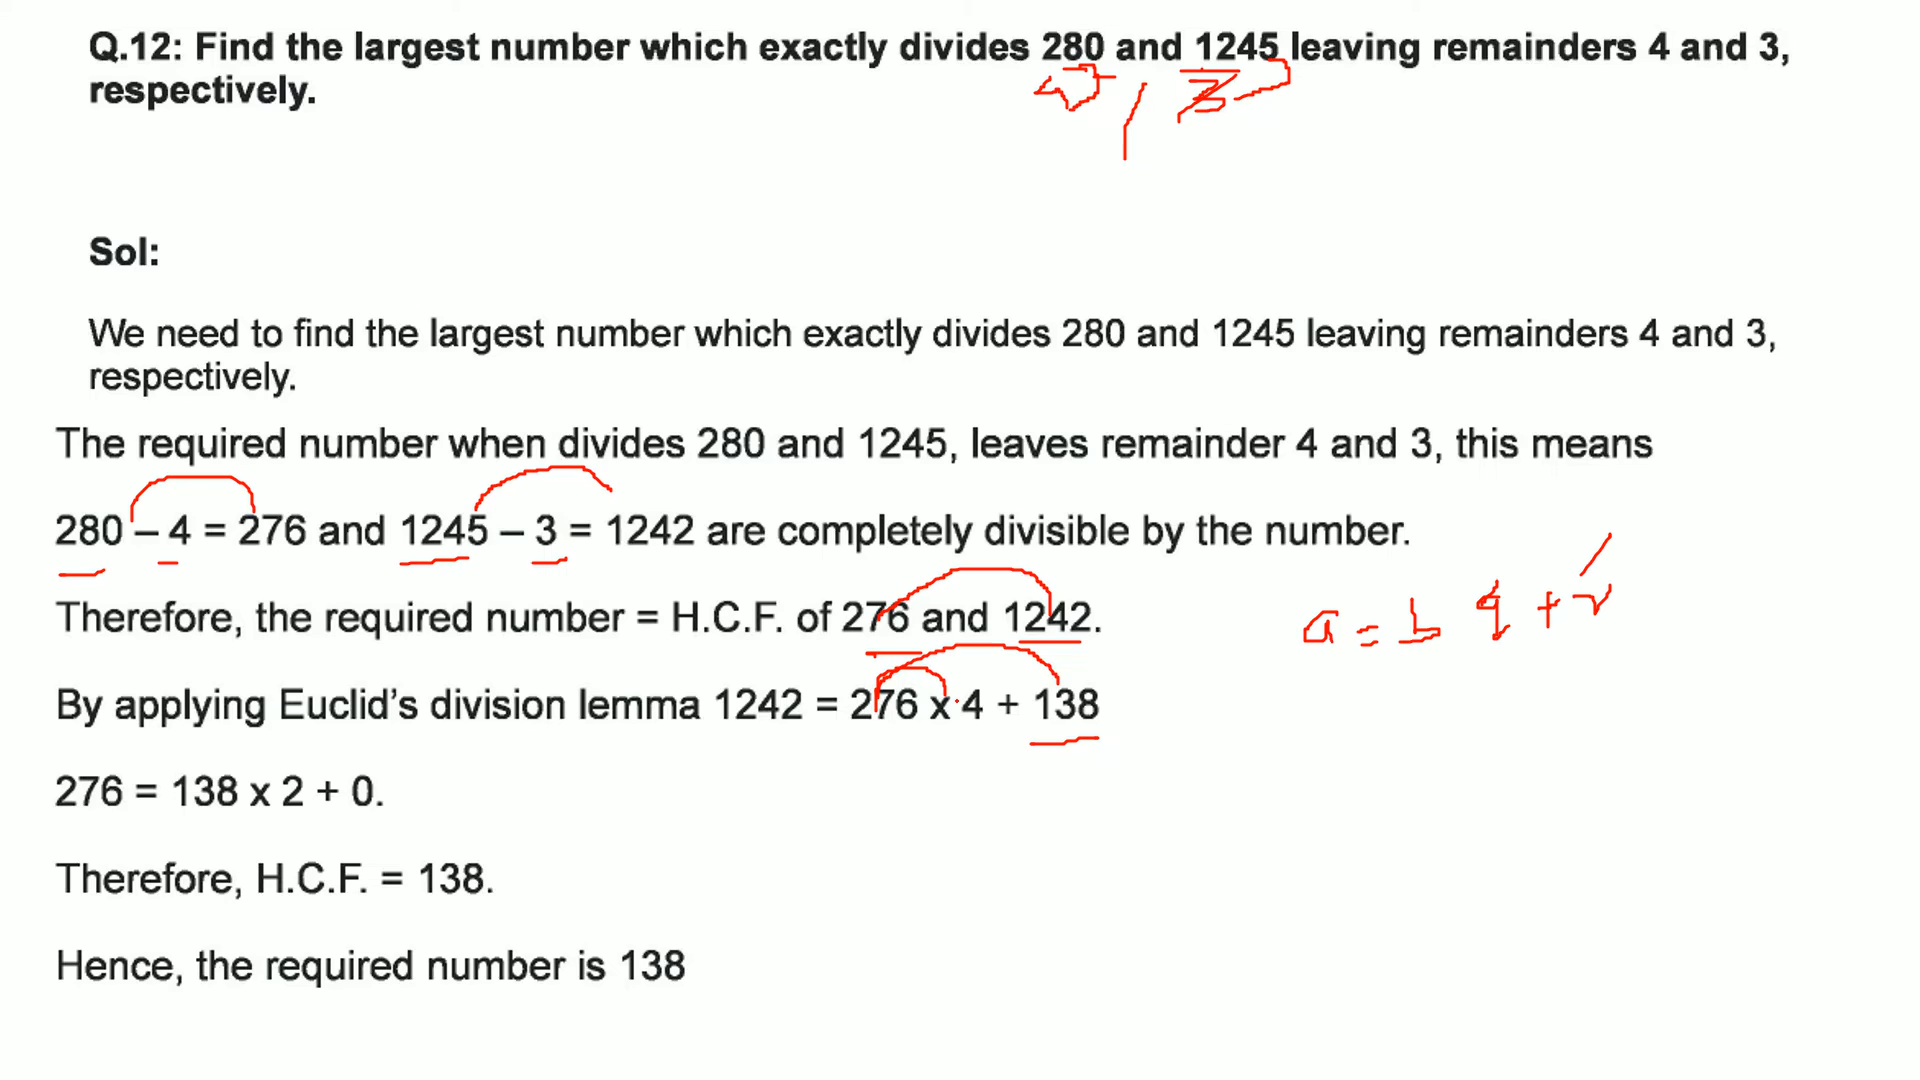 Q.12: Find the largest number which exactly divides 280 and 1245 leaving remainders 4 and 3,
respectively.
Sol:
We need to find the largest number which exactly divides 280 and 1245 leaving remainders 4 and 3,
respectively.
The required number when divides 280 and 1245, leaves remainder 4 and 3, this means
280 – 4 = 276 and 1245 – 3 = 1242 are completely divisible by the number.
Therefore, the required number = H.C.F. of 276 and 1242.
a = b q + r
By applying Euclid’s division lemma 1242 = 276 x 4 + 138
276 = 138 x 2 + 0.
Therefore, H.C.F. = 138.
Hence, the required number is 138